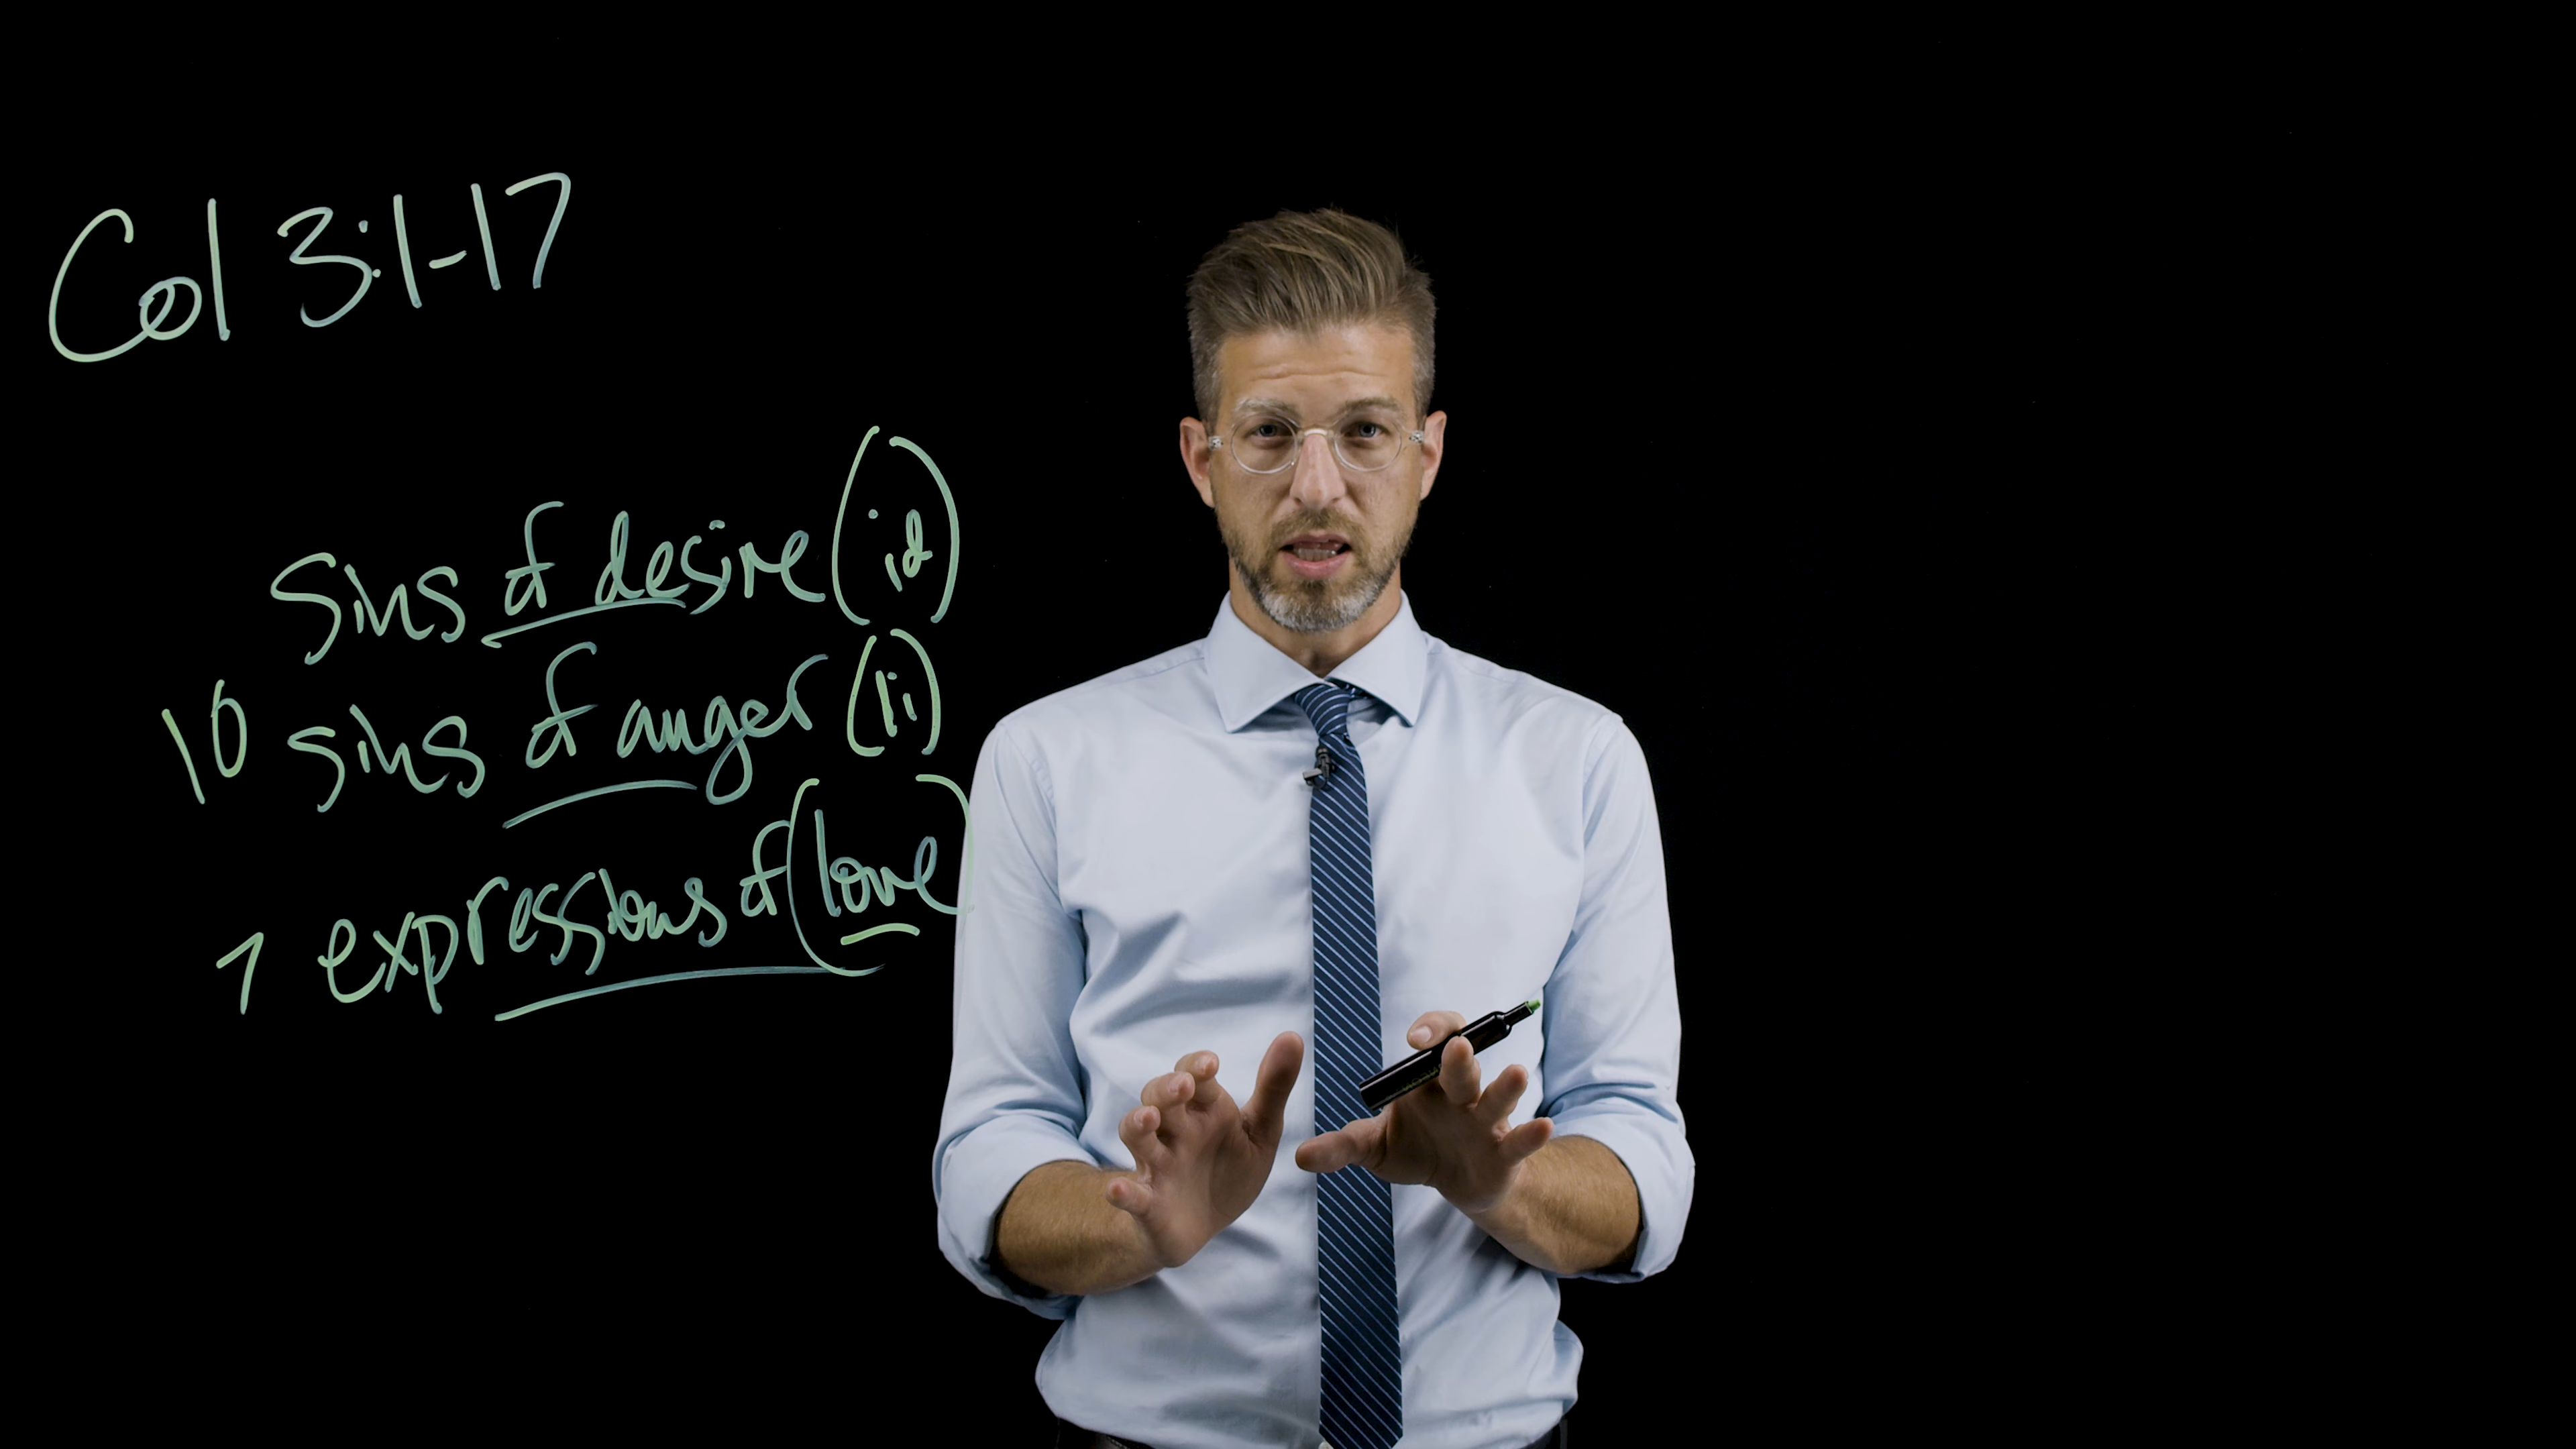 Col 3:1-17
Sins of desire (id)
10 sins of anger (li)
7 expressions of (love)